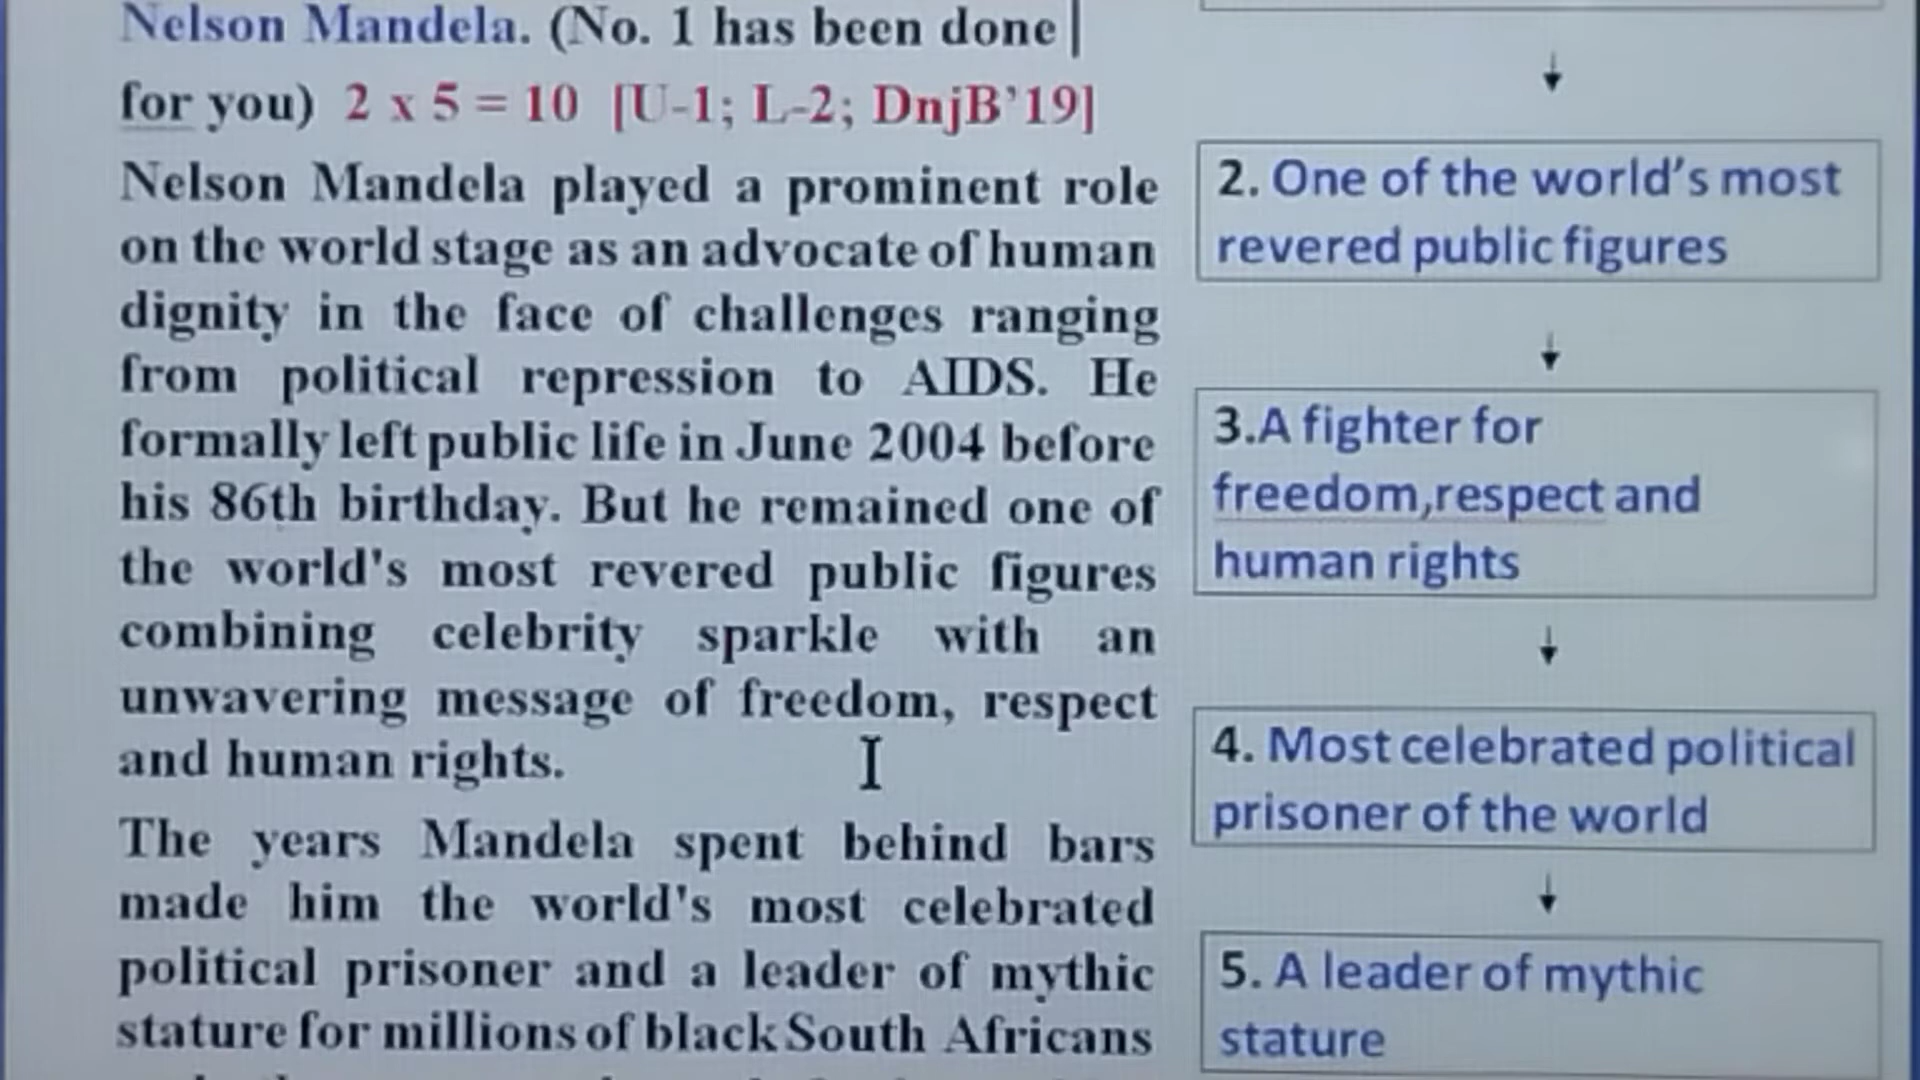 Nelson Mandela. (No. 1 has been done
for you) 2 x 5 = 10 [U-1; L-2; DnjB'19]
Nelson Mandela played a prominent role
on the world stage as an advocate of human
dignity in the face of challenges ranging
from political repression to AIDS. He
formally left public life in June 2004 before
his 86th birthday. But he remained one of
the world's most revered public figures
combining celebrity sparkle with an
unwavering message of freedom, respect
and human rights.
The years Mandela spent behind bars
made him the world's most celebrated
political prisoner and a leader of mythic
stature for millions of black South Africans
2. One of the world's most
revered public figures
3.A fighter for
freedom,respect and
human rights
4. Most celebrated political
prisoner of the world
5. A leader of mythic
stature